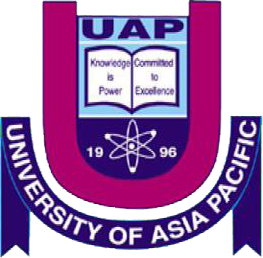 UAP
Knowledge
is
Power
Committed
to
Excellence
19 96
UNIVERSITY OF ASIA PACIFIC